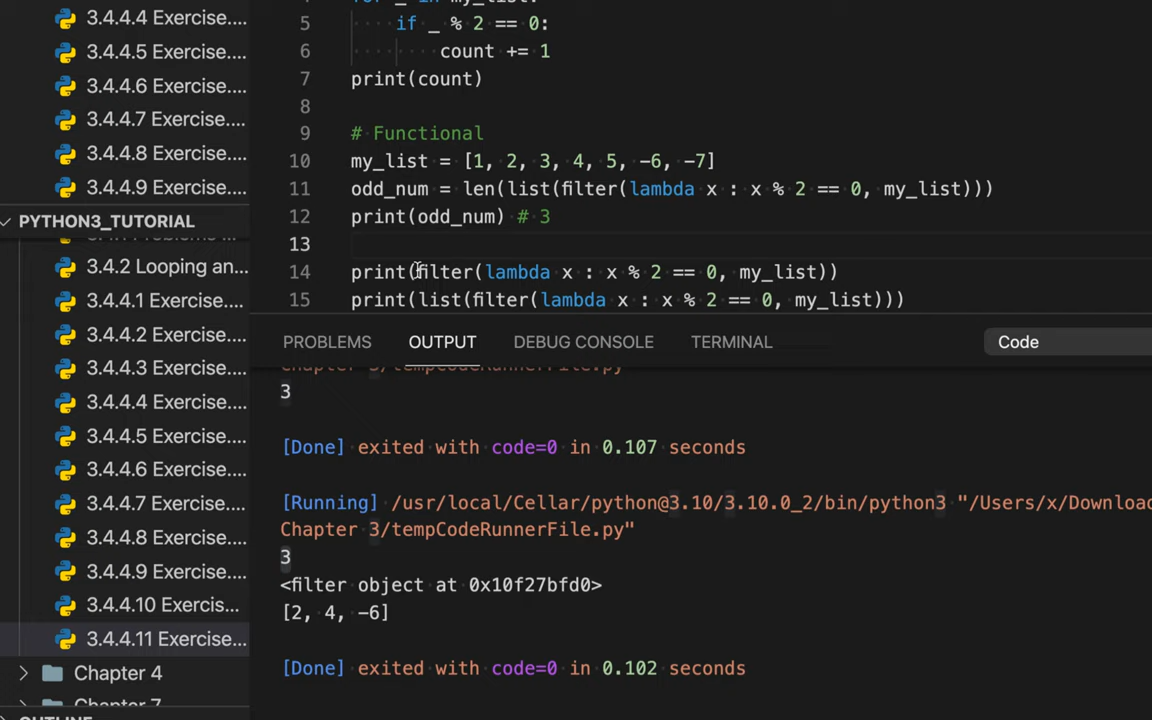 3.4.4.4 Exercise....
3.4.4.5 Exercise....
3.4.4.6 Exercise....
3.4.4.7 Exercise....
3.4.4.8 Exercise....
3.4.4.9 Exercise....
PYTHON3_TUTORIAL
3.4.2 Looping an...
3.4.4.1 Exercise....
3.4.4.2 Exercise....
3.4.4.3 Exercise....
3.4.4.4 Exercise....
3.4.4.5 Exercise....
3.4.4.6 Exercise....
3.4.4.7 Exercise....
3.4.4.8 Exercise....
3.4.4.9 Exercise....
3.4.4.10 Exercis...
3.4.4.11 Exercise...
Chapter 4
Chapter 7
OUTLINE
for _ in my_list:
5 if _ % 2 == 0:
6 count += 1
7 print(count)
8
9 # Functional
10 my_list = [1, 2, 3, 4, 5, -6, -7]
11 odd_num = len(list(filter(lambda x : x % 2 == 0, my_list)))
12 print(odd_num) # 3
13
14 print(filter(lambda x : x % 2 == 0, my_list))
15 print(list(filter(lambda x : x % 2 == 0, my_list)))
PROBLEMS OUTPUT DEBUG CONSOLE TERMINAL Code
Chapter 3/tempCodeRunnerFile.py"
3
[Done] exited with code=0 in 0.107 seconds
[Running] /usr/local/Cellar/python@3.10/3.10.0_2/bin/python3 "/Users/x/Downloa
Chapter 3/tempCodeRunnerFile.py"
3
<filter object at 0x10f27bfd0>
[2, 4, -6]
[Done] exited with code=0 in 0.102 seconds